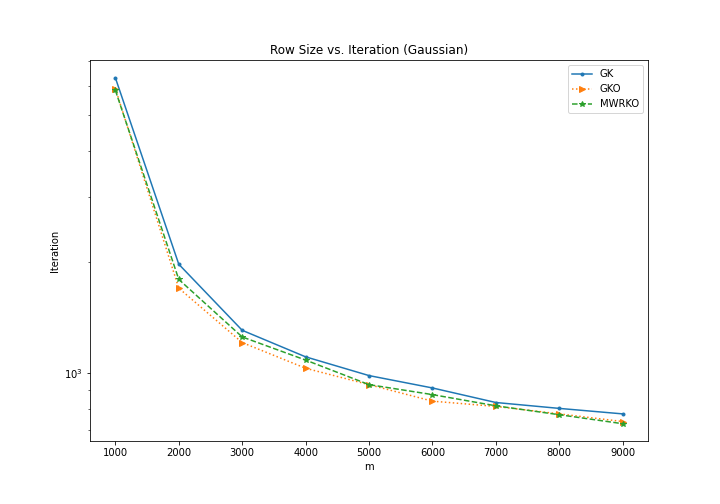 Row Size vs. Iteration (Gaussian)
GK
GKO
MWRKO
Iteration
10³
1000 2000 3000 4000 5000 6000 7000 8000 9000
m